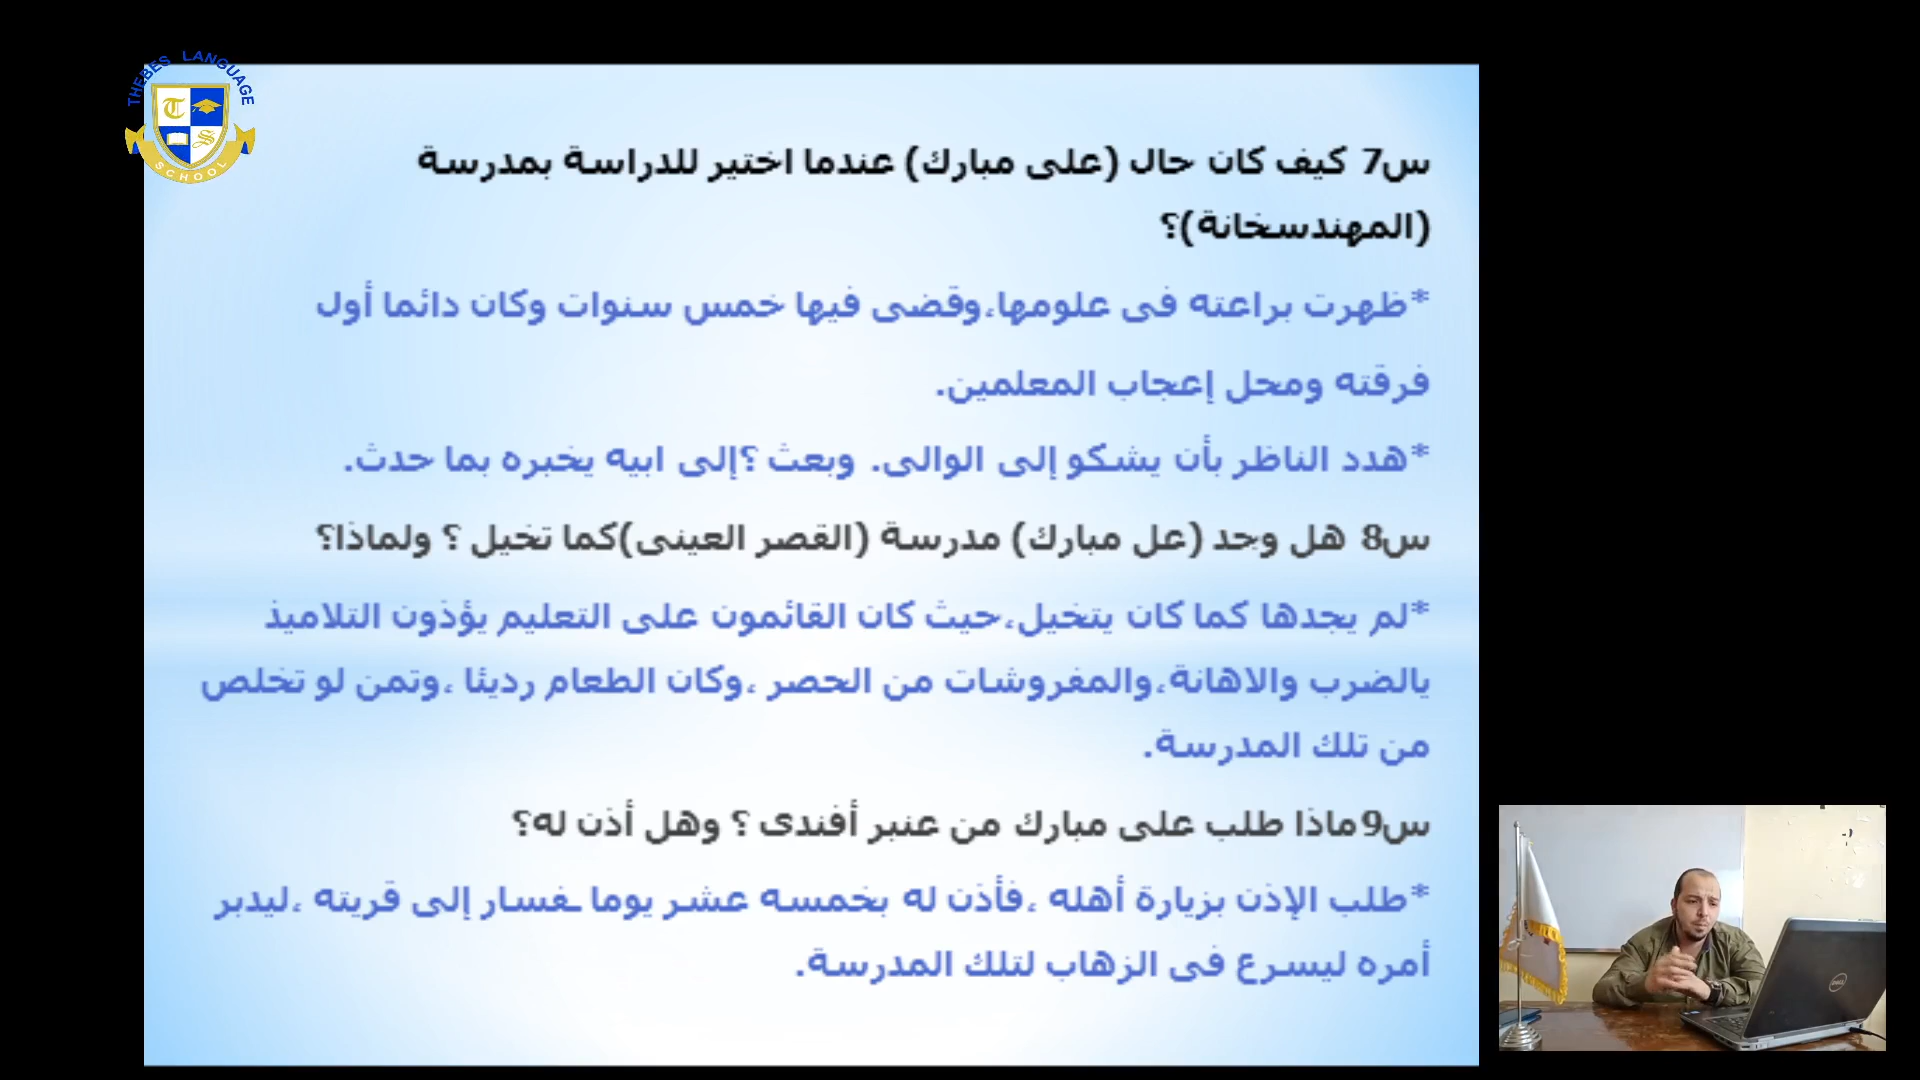 THEBES LANGUAGE
T
S
SCHOOL
س7 كيف كان حال (على مبارك) عندما اختير للدراسة بمدرسة
(المهندسخانة)؟
*ظهرت براعته فى علومها،وقضى فيها خمس سنوات وكان دائما أول
فرقته ومحل إعجاب المعلمين.
*هدد الناظر بأن يشكو إلى الوالى. وبعث ؟إلى ابيه يخبره بما حدث.
س8 هل وجد (عل مبارك) مدرسة (القصر العينى)كما تخيل ؟ ولماذا؟
*لم يجدها كما كان يتخيل،حيث كان القائمون على التعليم يؤذون التلاميذ
يالضرب والاهانة،والمفروشات من الحصر ،وكان الطعام رديئا ،وتمن لو تخلص
من تلك المدرسة.
س9ماذا طلب على مبارك من عنبر أفندى ؟ وهل أذن له؟
*طلب الإذن بزيارة أهله ،فأذن له بخمسه عشر يوما ـفسار إلى قريته ،ليدبر
أمره ليسرع فى الزهاب لتلك المدرسة.
DELL